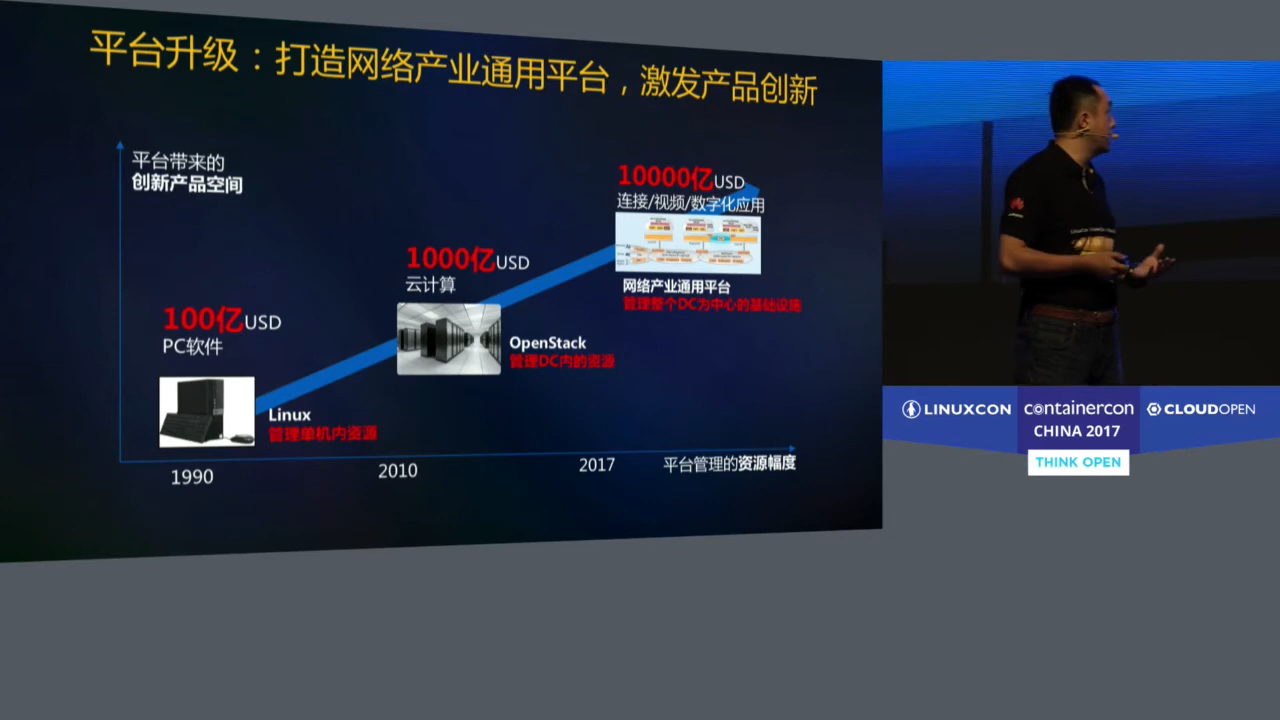 平台升级：打造网络产业通用平台，激发产品创新
平台带来的
创新产品空间
10000亿USD
连接/视频/数字化应用
网络产业通用平台
管理整个DC为中心的基础设施
1000亿USD
云计算
OpenStack
管理DC内的资源
100亿USD
PC软件
Linux
管理单机内资源
1990
2010
2017
平台管理的资源幅度
LINUXCON
containercon
CLOUDOPEN
CHINA 2017
THINK OPEN